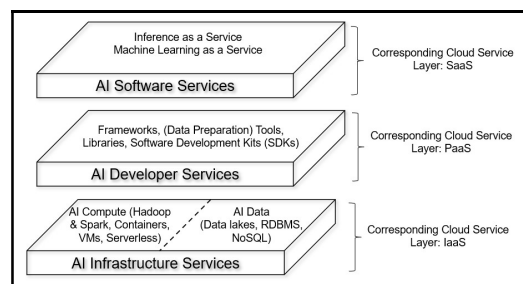 Inference as a Service
Machine Learning as a Service
AI Software Services
Corresponding Cloud Service
Layer: SaaS
Frameworks, (Data Preparation) Tools,
Libraries, Software Development Kits (SDKs)
AI Developer Services
Corresponding Cloud Service
Layer: PaaS
AI Compute (Hadoop
& Spark, Containers,
VMs, Serverless)
AI Data
(Data lakes, RDBMS,
NoSQL)
AI Infrastructure Services
Corresponding Cloud Service
Layer: IaaS